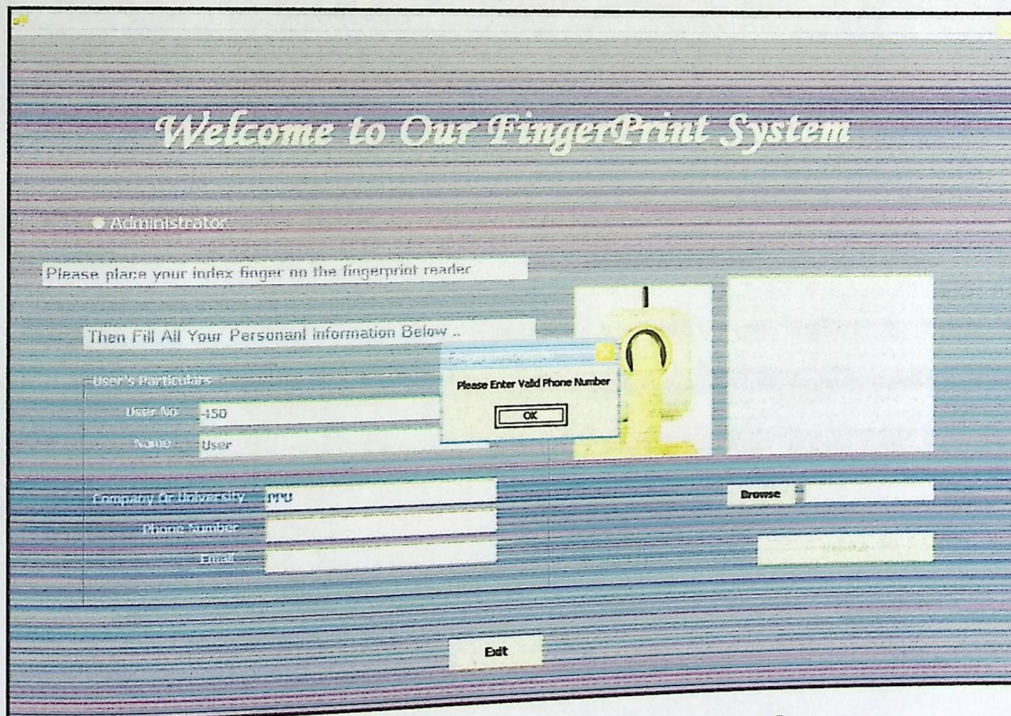 Welcome to Our FingerPrint System
Administrator
Please place your index finger on the fingerprint reader
Then Fill All Your Personanl Information Below ..
User's Particulars
User No -150
Name User
Please Enter Valid Phone Number
OK
Company Or University PPU
Phone Number
Email
Browse
Register
Exit